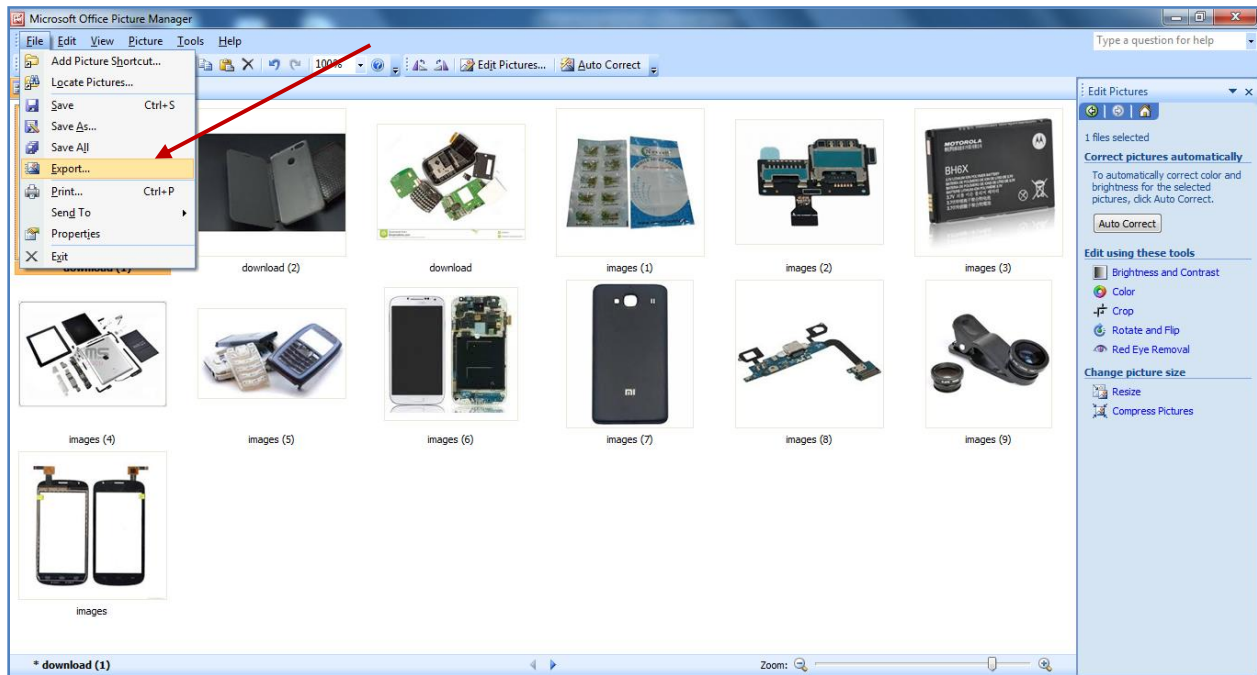 Microsoft Office Picture Manager
File Edit View Picture Tools Help
Type a question for help
Add Picture Shortcut...
Locate Pictures...
Save Ctrl+S
Save As...
Save All
Export...
Print... Ctrl+P
Send To
Properties
Exit
100%
Edit Pictures...
Auto Correct
download (1)
download (2)
download
images (1)
images (2)
MOTOROLA
BH6X
images (3)
images (4)
images (5)
images (6)
mi
images (7)
images (8)
images (9)
images
Edit Pictures
1 files selected
Correct pictures automatically
To automatically correct color and
brightness for the selected
pictures, click Auto Correct.
Auto Correct
Edit using these tools
Brightness and Contrast
Color
Crop
Rotate and Flip
Red Eye Removal
Change picture size
Resize
Compress Pictures
* download (1)
Zoom: